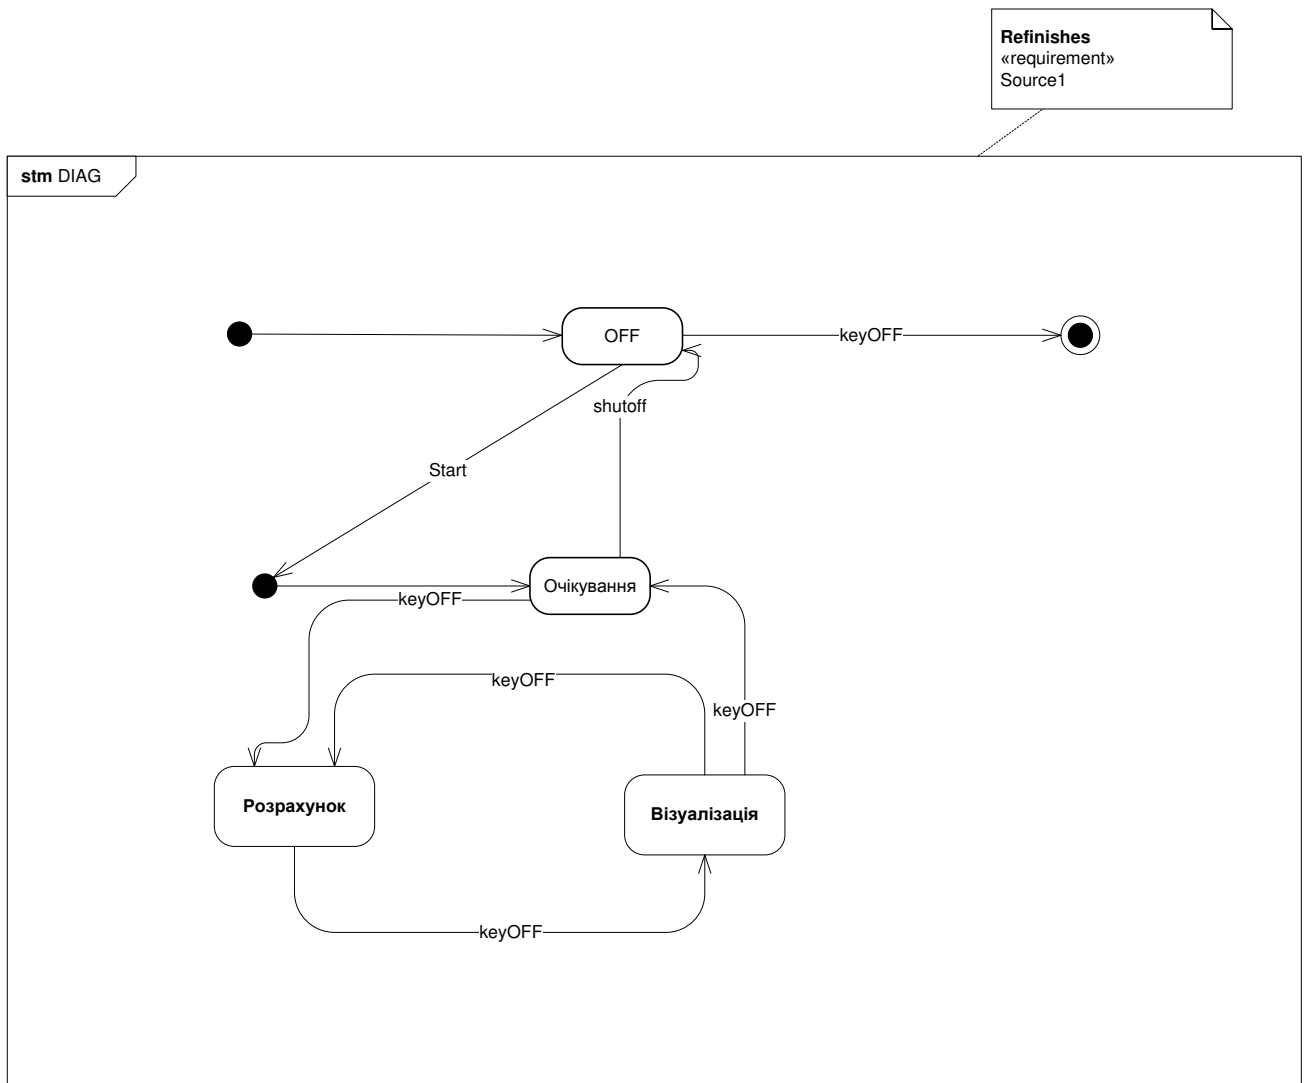 Refinishes
«requirement»
Source1
stm DIAG
OFF
keyOFF
shutoff
Start
Очікування
keyOFF
keyOFF
keyOFF
Розрахунок
Візуалізація
keyOFF